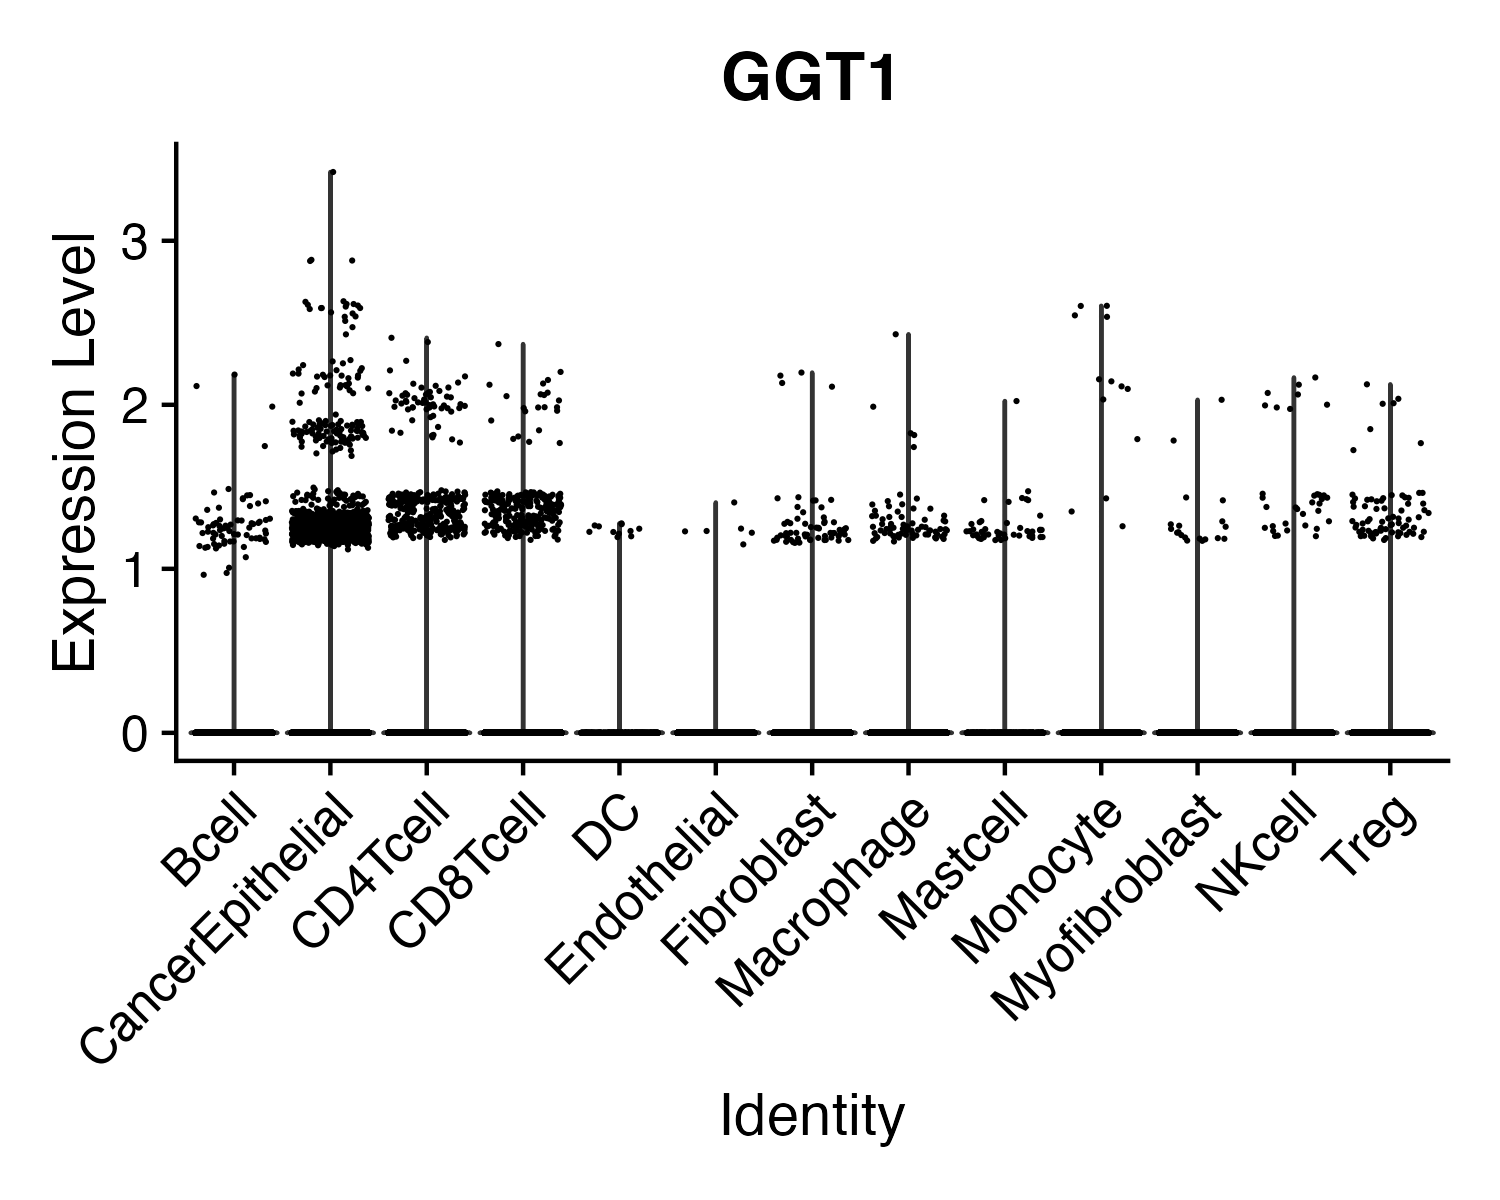 GGT1
Expression Level
3
2
1
0
Bcell
CancerEpithelial
CD4Tcell
CD8Tcell
DC
Endothelial
Fibroblast
Macrophage
Mastcell
Monocyte
Myofibroblast
NKcell
Treg
Identity